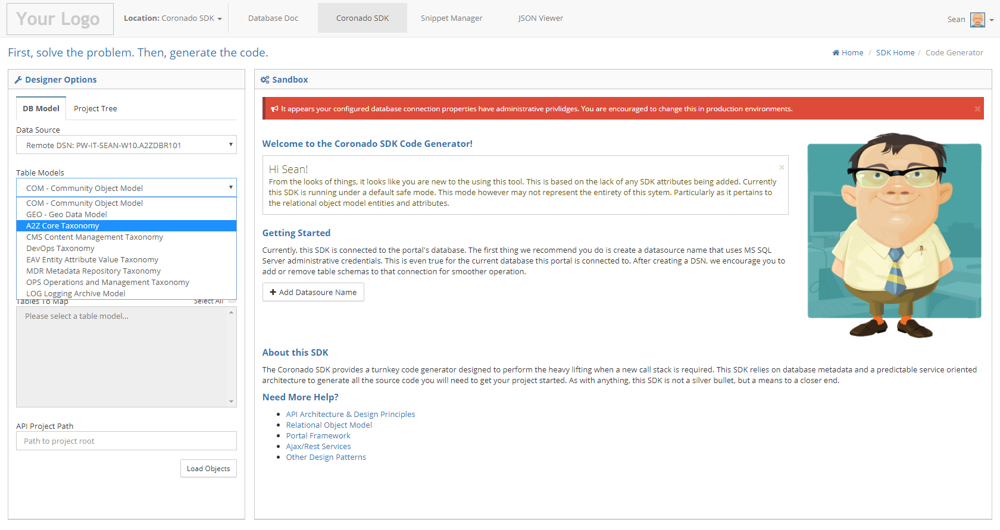 Your Logo
Location: Coronado SDK
Database Doc
Coronado SDK
Snippet Manager
JSON Viewer
Sean
First, solve the problem. Then, generate the code.
Home / SDK Home / Code Generator
Designer Options
DB Model
Project Tree
Data Source
Remote DSN: PW-IT-SEAN-W10.A2ZDBR101
Table Models
COM - Community Object Model
COM - Community Object Model
GEO - Geo Data Model
A2Z Core Taxonomy
CMS Content Management Taxonomy
DevOps Taxonomy
EAV Entity Attribute Value Taxonomy
MDR Metadata Repository Taxonomy
OPS Operations and Management Taxonomy
LOG Logging Archive Model
Tables To Map
Select All
Please select a table model...
API Project Path
Path to project root
Load Objects
Sandbox
It appears your configured database connection properties have administrative privlidges. You are encouraged to change this in production environments.
Welcome to the Coronado SDK Code Generator!
Hi Sean!
From the looks of things, it looks like you are new to the using this tool. This is based on the lack of any SDK attributes being added. Currently
this SDK is running under a default safe mode. This mode however may not represent the entirety of this sytem. Particularly as it pertains to
the relational object model entities and attributes.
Getting Started
Currently, this SDK is connected to the portal's database. The first thing we recommend you do is create a datasource name that uses MS SQL
Server administrative credentials. This is even true for the current database this portal is connected to. After creating a DSN, we encourage you to
add or remove table schemas to that connection for smoother operation.
Add Datasoure Name
About this SDK
The Coronado SDK provides a turnkey code generator designed to perform the heavy lifting when a new call stack is required. This SDK relies on database metadata and a predictable service oriented
architecture to generate all the source code you will need to get your project started. As with anything, this SDK is not a silver bullet, but a means to a closer end.
Need More Help?
API Architecture & Design Principles
Relational Object Model
Portal Framework
Ajax/Rest Services
Other Design Patterns